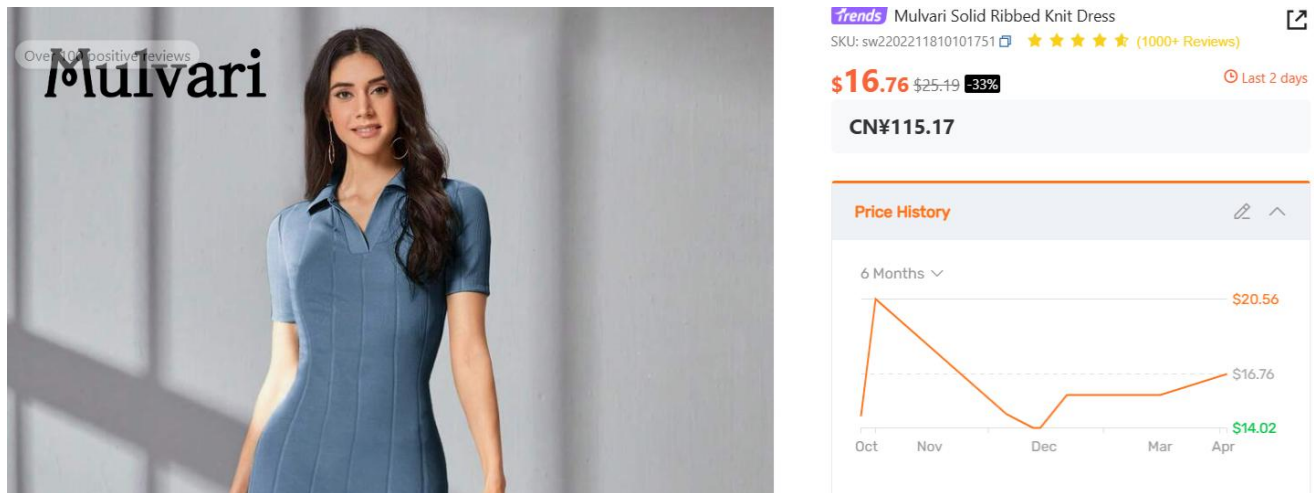 Over 100 positive reviews
Mulvari
Trends Mulvari Solid Ribbed Knit Dress
SKU: sw2202211810101751 (1000+ Reviews)
$16.76 $25.19 -33% Last 2 days
CN¥115.17
Price History
6 Months
$20.56
$16.76
$14.02
Oct Nov Dec Mar Apr